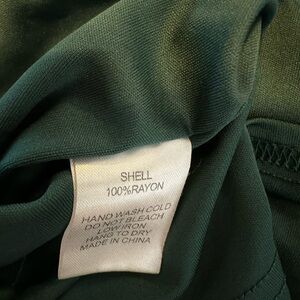 SHELL
100%RAYON
HAND WASH COLD
DO NOT BLEACH
LOW IRON
HANG TO DRY
MADE IN CHINA